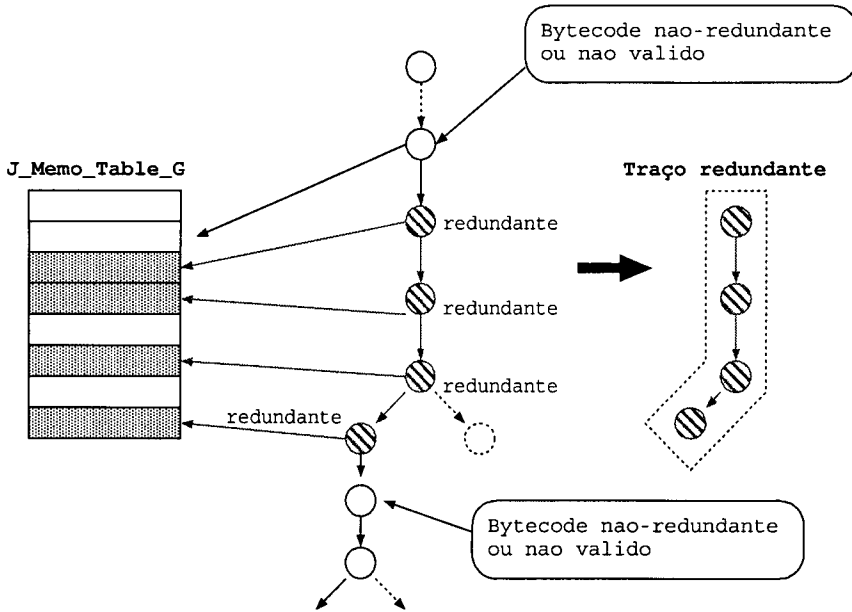 Bytecode nao-redundante
ou nao valido
J_Memo_Table_G
Traço redundante
redundante
redundante
redundante
redundante
Bytecode nao-redundante
ou nao valido